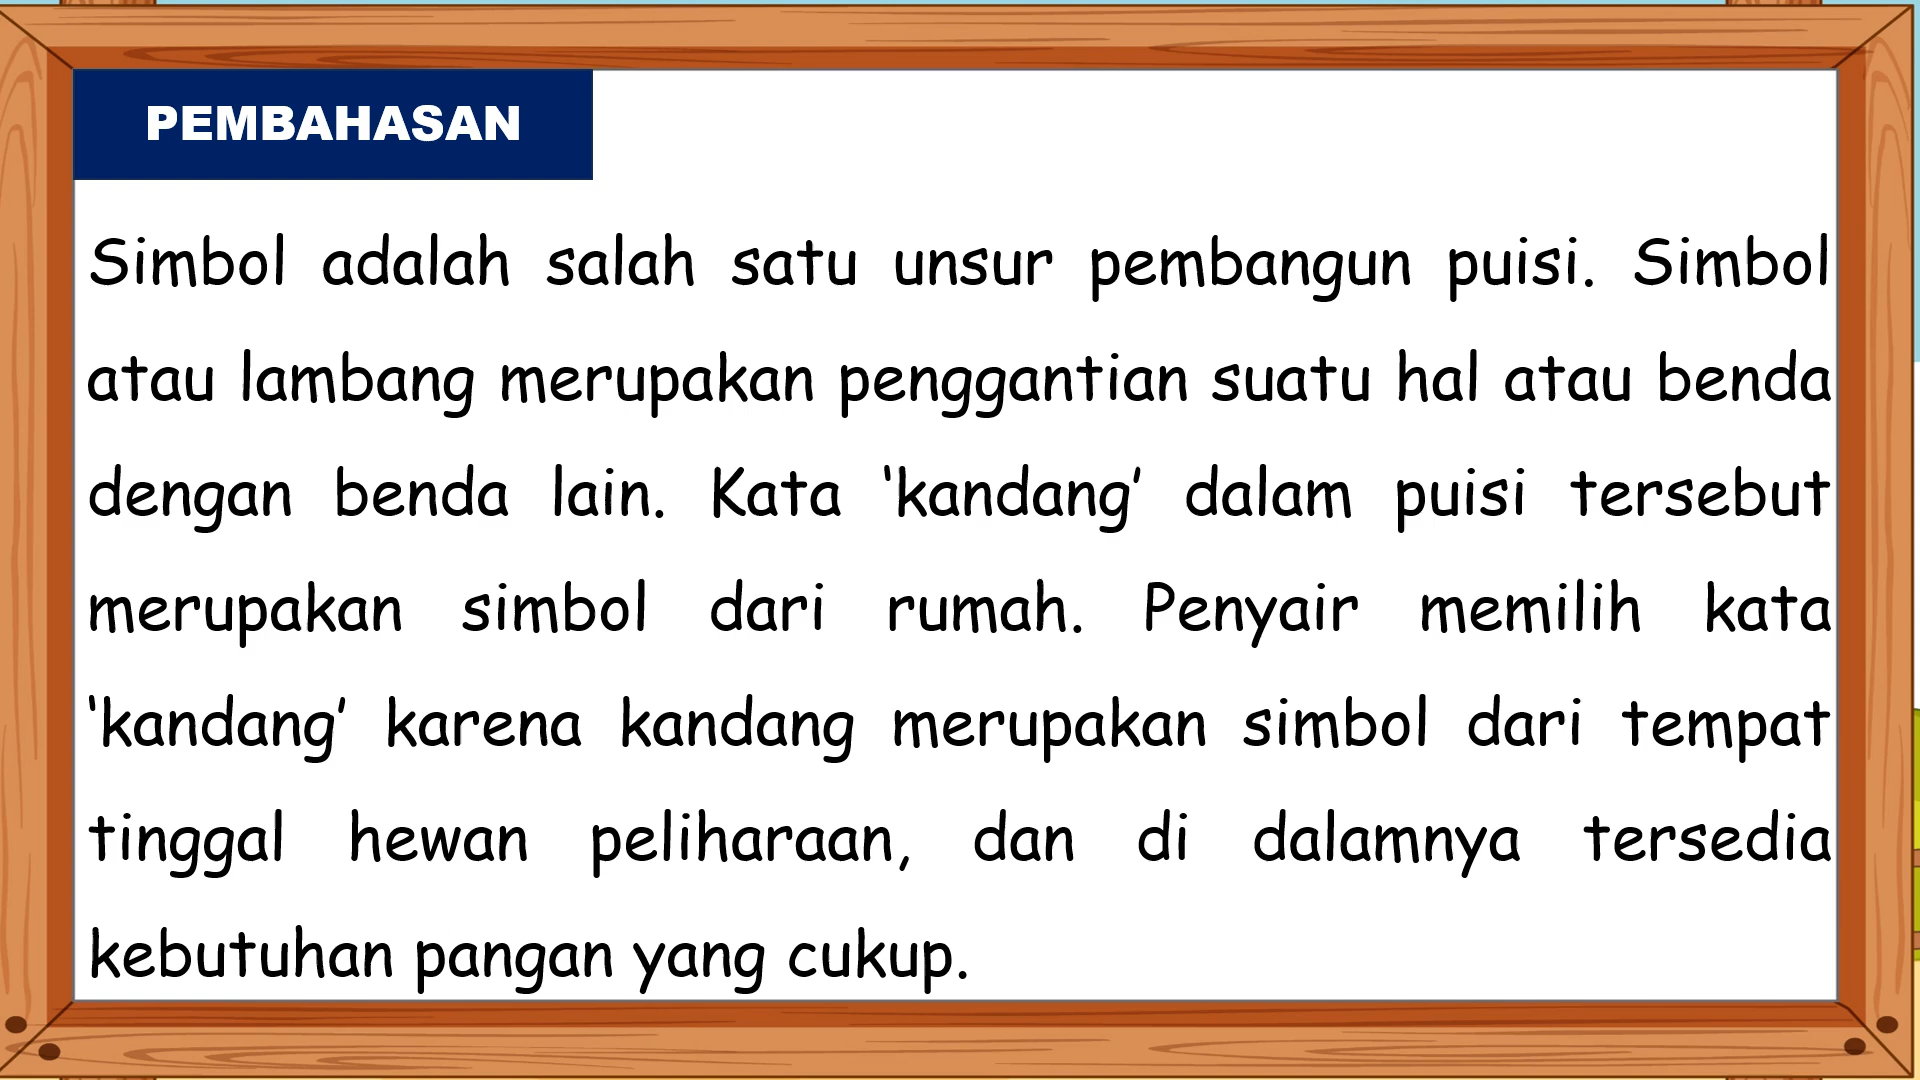 PEMBAHASAN
Simbol adalah salah satu unsur pembangun puisi. Simbol
atau lambang merupakan penggantian suatu hal atau benda
dengan benda lain. Kata ‘kandang’ dalam puisi tersebut
merupakan simbol dari rumah. Penyair memilih kata
‘kandang’ karena kandang merupakan simbol dari tempat
tinggal hewan peliharaan, dan di dalamnya tersedia
kebutuhan pangan yang cukup.